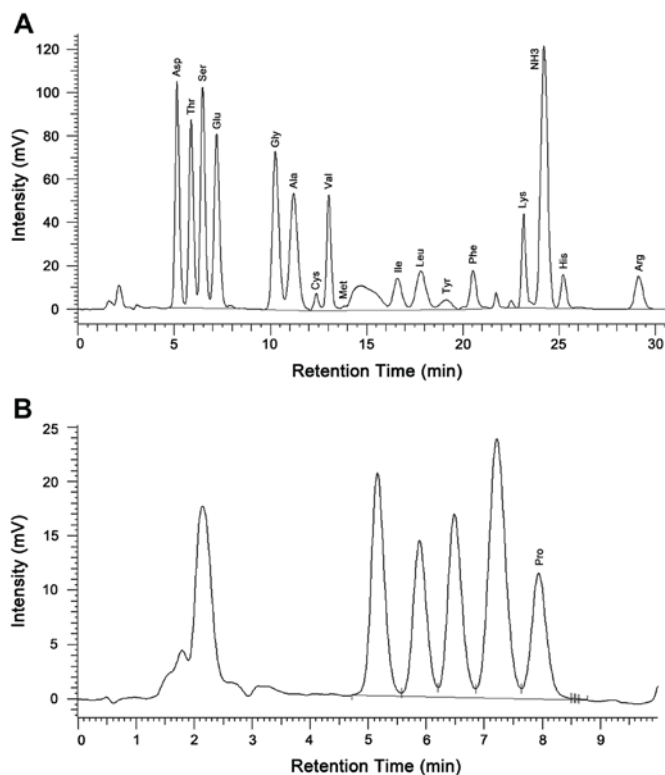 A
Intensity (mV)
120
100
80
60
40
20
0
Asp
Thr
Ser
Glu
Gly
Ala
Cys
Val
Met
Ile
Leu
Tyr
Phe
Lys
NH3
His
Arg
0 5 10 15 20 25 30
Retention Time (min)
B
Intensity (mV)
25
20
15
10
5
0
Pro
0 1 2 3 4 5 6 7 8 9
Retention Time (min)